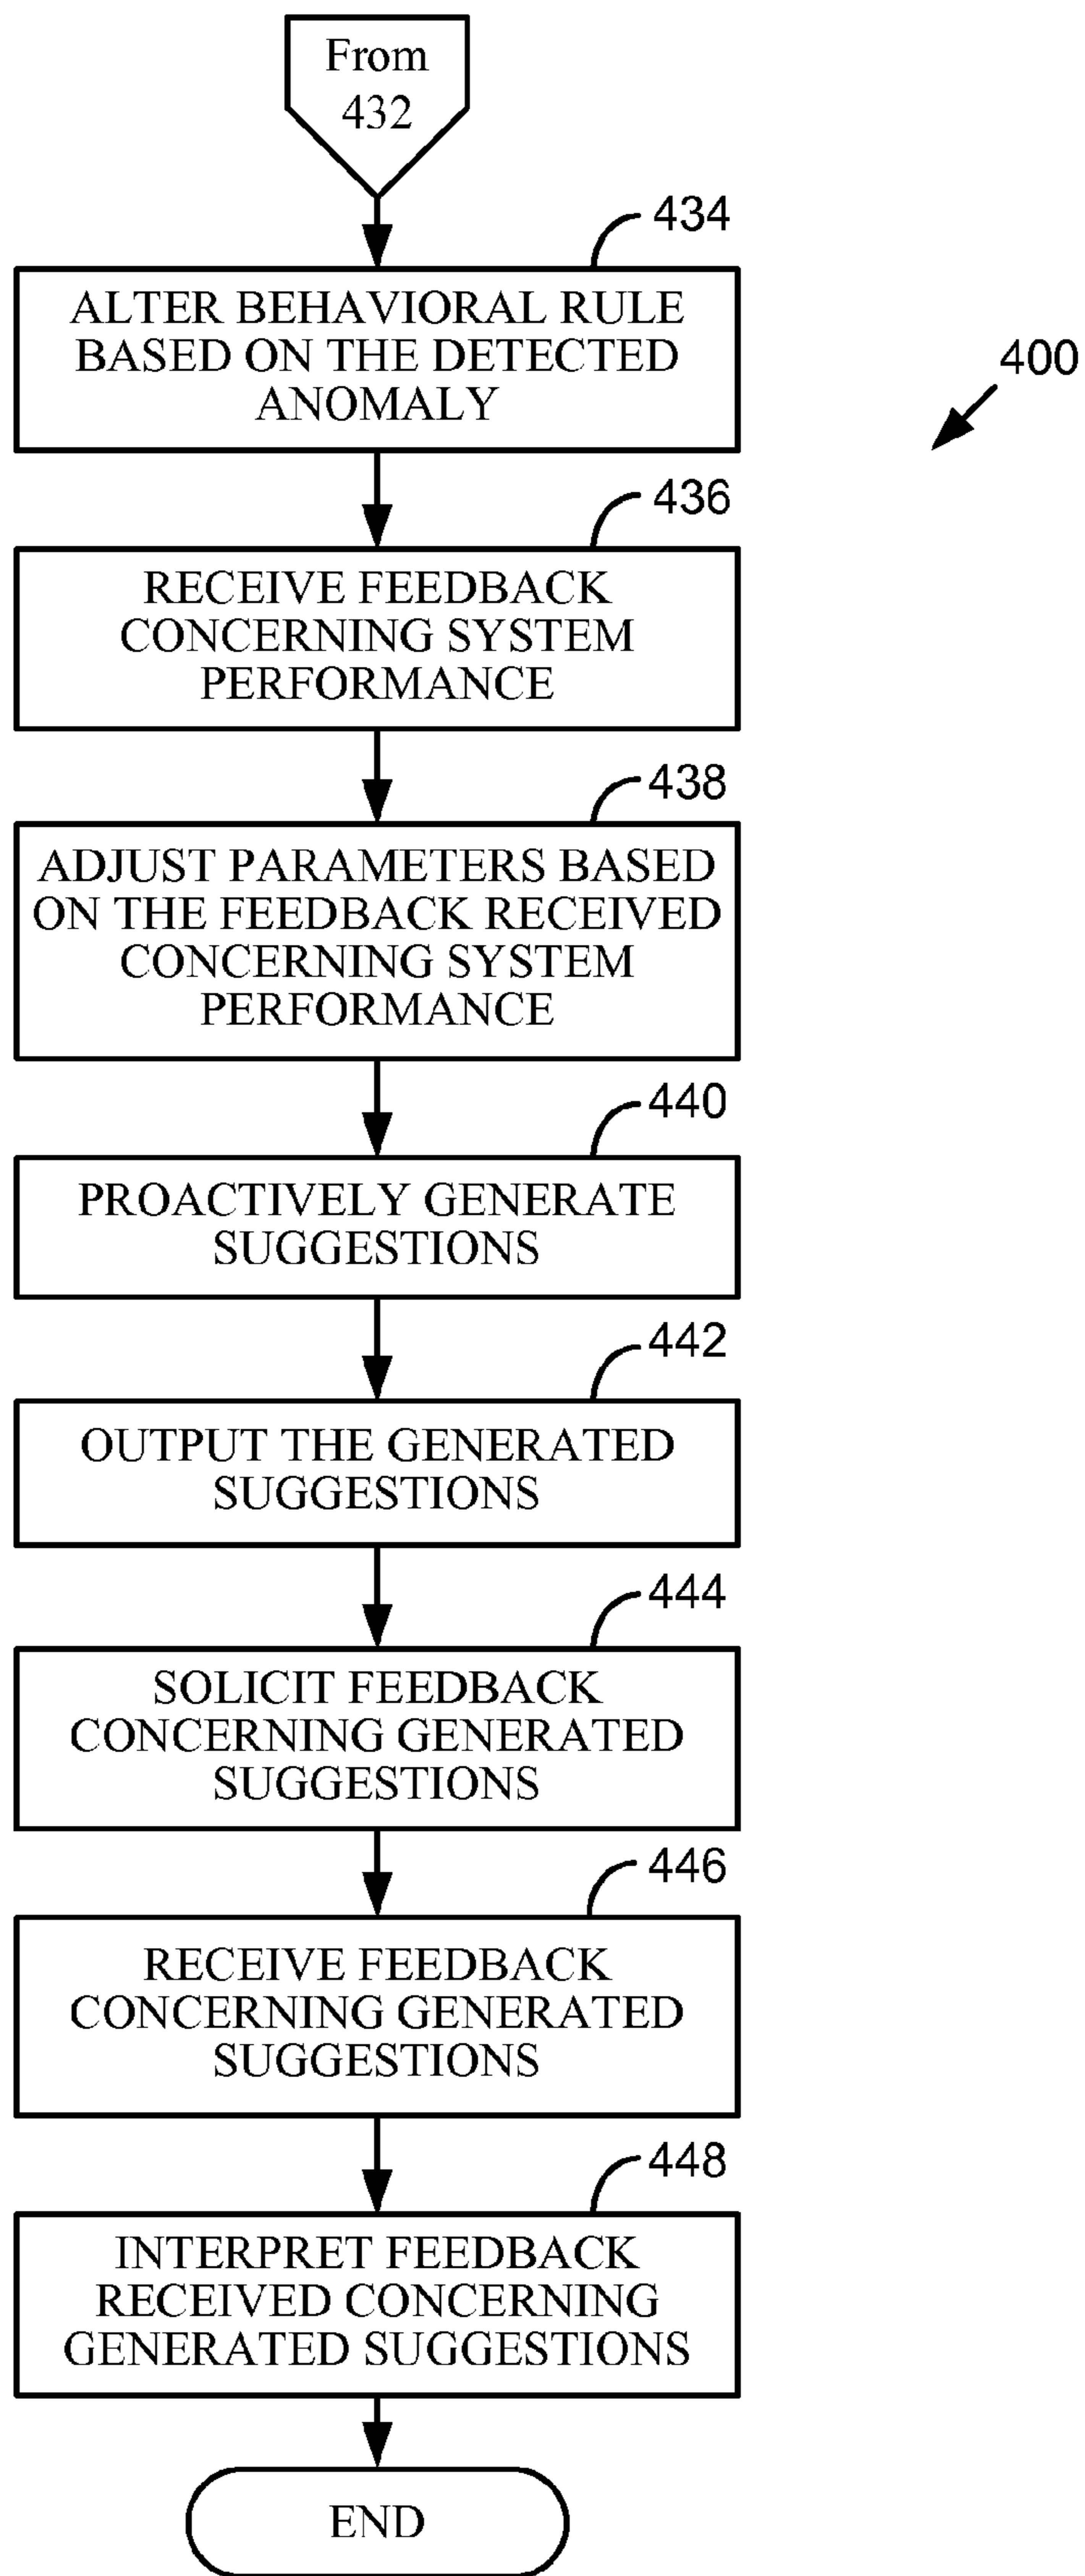 From
432
434
ALTER BEHAVIORAL RULE
BASED ON THE DETECTED
ANOMALY
400
436
RECEIVE FEEDBACK
CONCERNING SYSTEM
PERFORMANCE
438
ADJUST PARAMETERS BASED
ON THE FEEDBACK RECEIVED
CONCERNING SYSTEM
PERFORMANCE
440
PROACTIVELY GENERATE
SUGGESTIONS
442
OUTPUT THE GENERATED
SUGGESTIONS
444
SOLICIT FEEDBACK
CONCERNING GENERATED
SUGGESTIONS
446
RECEIVE FEEDBACK
CONCERNING GENERATED
SUGGESTIONS
448
INTERPRET FEEDBACK
RECEIVED CONCERNING
GENERATED SUGGESTIONS
END